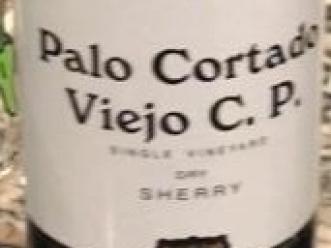 Palo Cortado
Viejo C. P.
SINGLE VINEYARD
DRY
SHERRY